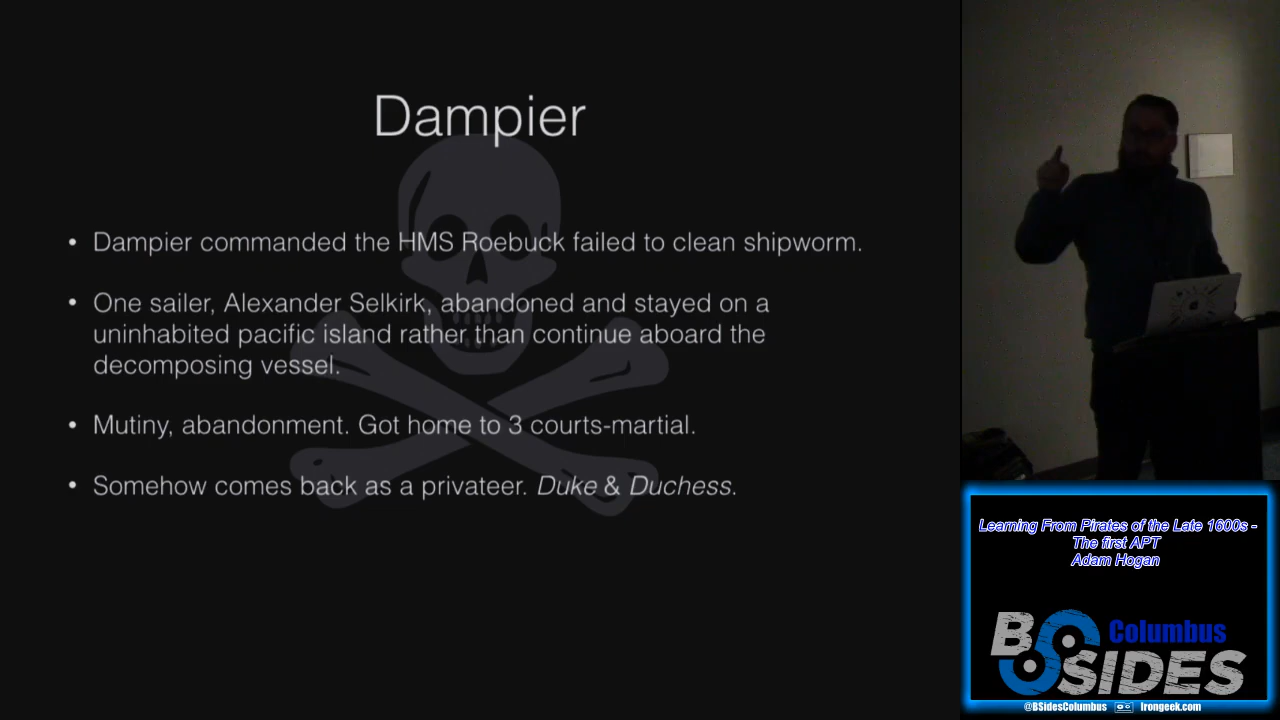 Dampier
• Dampier commanded the HMS Roebuck failed to clean shipworm.
• One sailer, Alexander Selkirk, abandoned and stayed on a
uninhabited pacific island rather than continue aboard the
decomposing vessel.
• Mutiny, abandonment. Got home to 3 courts-martial.
• Somehow comes back as a privateer. Duke & Duchess.
Learning From Pirates of the Late 1600s -
The first APT
Adam Hogan
BSIDES
Columbus
@BSidesColumbus Irongeek.com